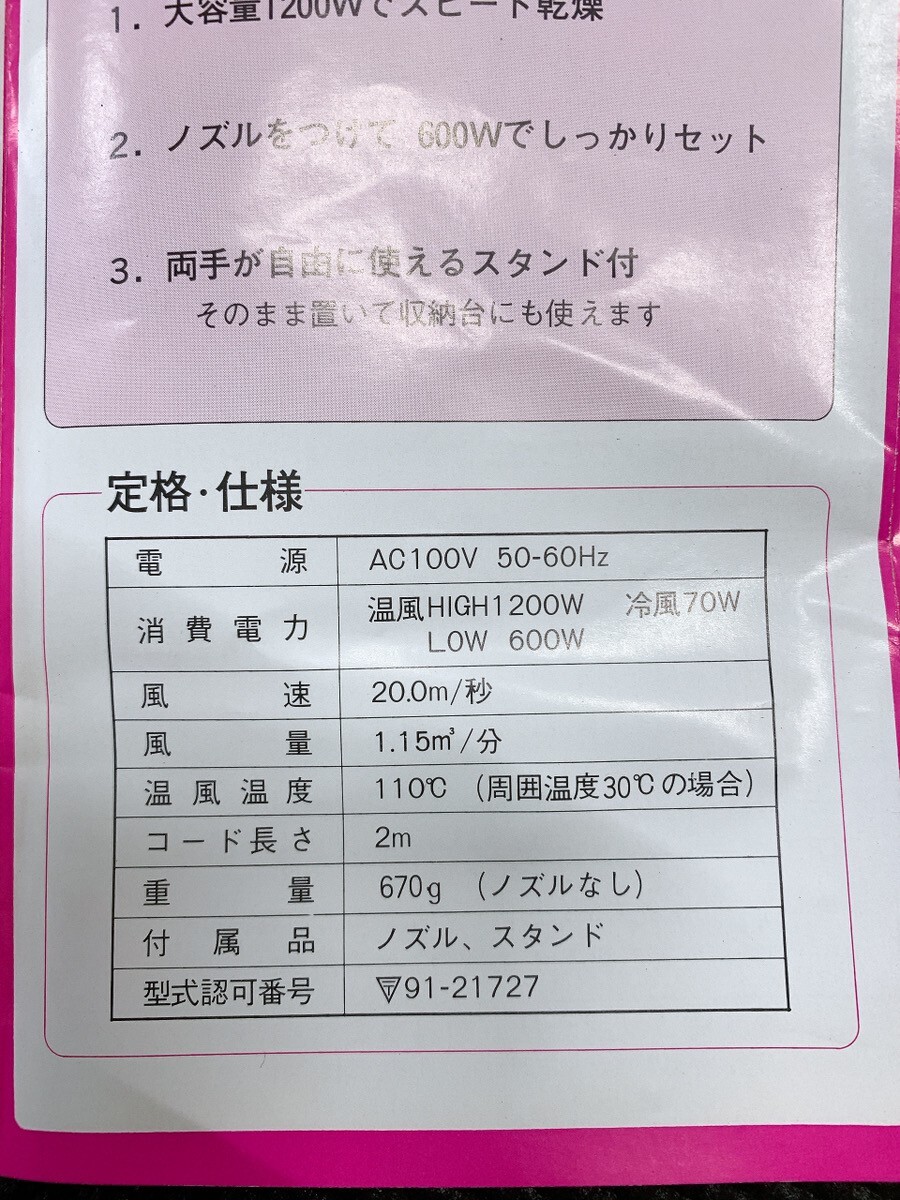 1. 大容量1200Wでスピード乾燥
2. ノズルをつけて 600Wでしっかりセット
3. 両手が自由に使えるスタンド付
そのまま置いて収納台にも使えます
定格・仕様
電源 AC100V 50-60Hz
消費電力 温風HIGH1200W 冷風70W
LOW 600W
風速 20.0m/秒
風量 1.15m³/分
温風温度 110℃ (周囲温度30℃の場合)
コード長さ 2m
重量 670g (ノズルなし)
付属品 ノズル、スタンド
型式認可番号 91-21727